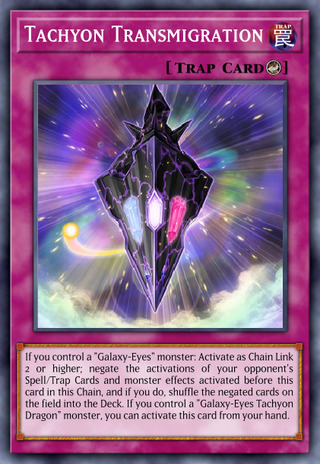 Tachyon Transmigration
TRAP
罠
[ Trap Card ]
If you control a "Galaxy-Eyes" monster: Activate as Chain Link
2 or higher; negate the activations of your opponent's
Spell/Trap Cards and monster effects activated before this
card in this Chain, and if you do, shuffle the negated cards on
the field into the Deck. If you control a "Galaxy-Eyes Tachyon
Dragon" monster, you can activate this card from your hand.